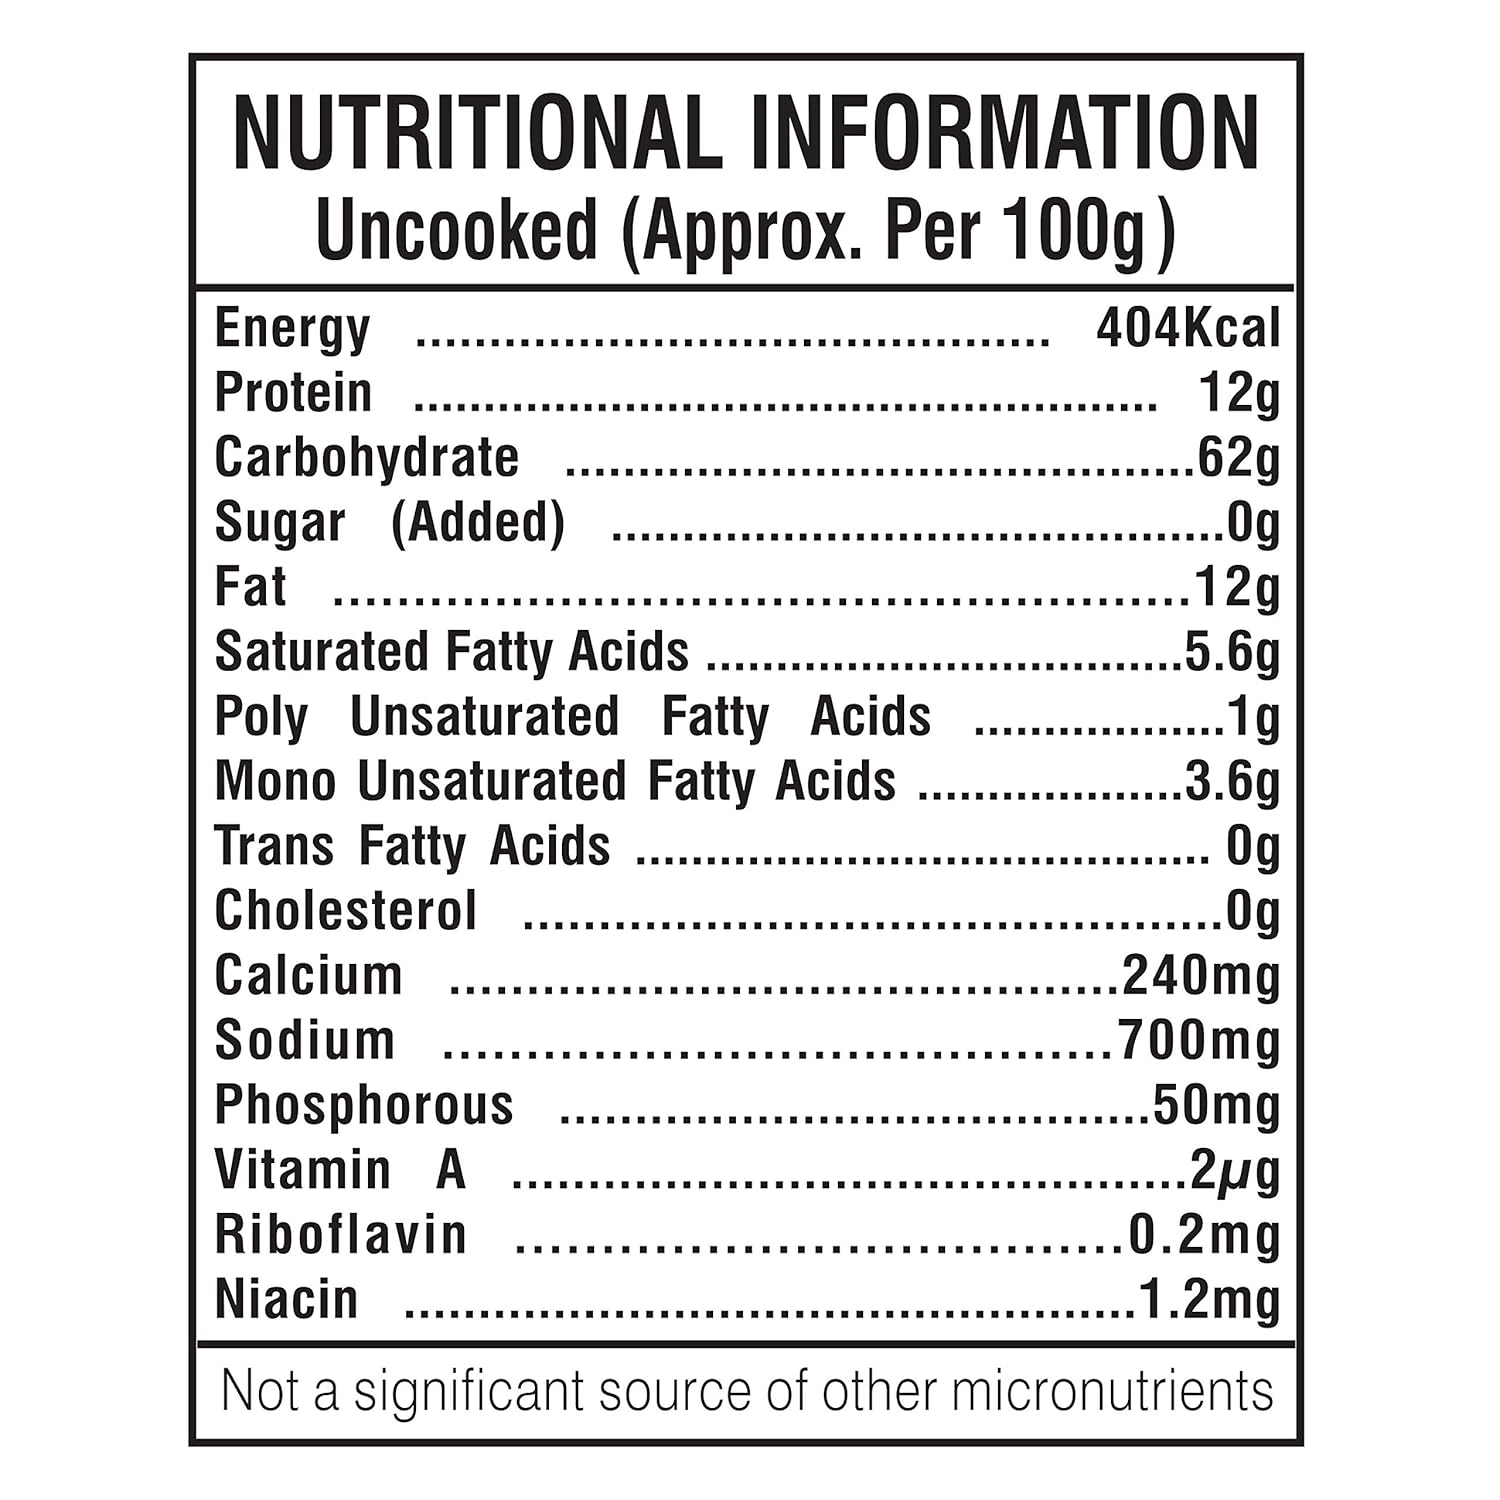 NUTRITIONAL INFORMATION
Uncooked (Approx. Per 100g)
Energy ........................................... 404Kcal
Protein ..................................................... 12g
Carbohydrate ...........................................62g
Sugar (Added) ..........................................0g
Fat ....................................................12g
Saturated Fatty Acids ..................................5.6g
Poly Unsaturated Fatty Acids ..................1g
Mono Unsaturated Fatty Acids ...................3.6g
Trans Fatty Acids ......................................... 0g
Cholesterol ..............................................0g
Calcium ..........................................240mg
Sodium ........................................700mg
Phosphorous .....................................50mg
Vitamin A .............................................2µg
Riboflavin ....................................0.2mg
Niacin ..................................................1.2mg
Not a significant source of other micronutrients